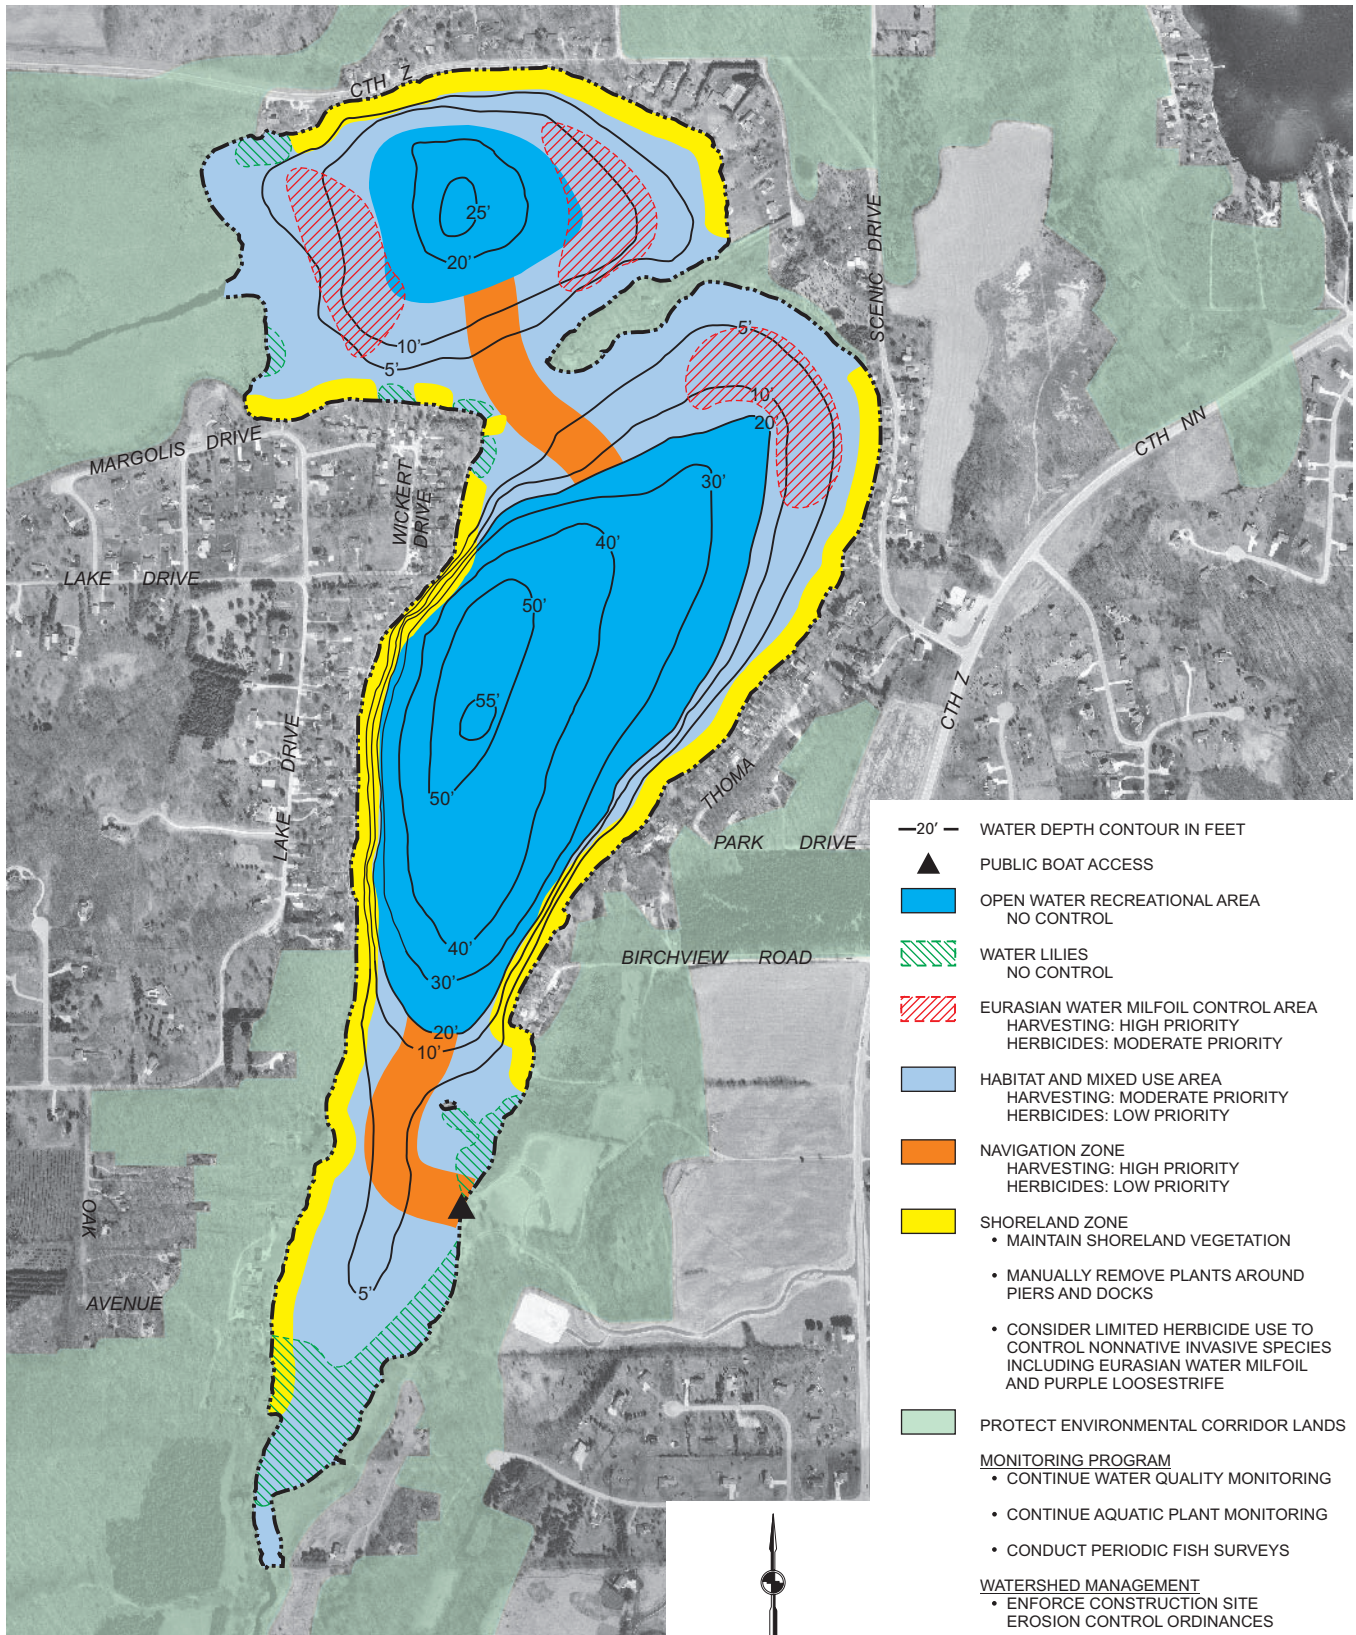 CTH Z
25'
20'
10'
5'
SCENIC DRIVE
5'
10'
20'
CTH NN
MARGOLIS DRIVE
WICKERT
DRIVE
30'
40'
LAKE DRIVE
50'
55'
CTH Z
LAKE DRIVE
50'
THOMA
PARK DRIVE
40'
30'
BIRCHVIEW ROAD
20'
10'
OAK
AVENUE
5'
20' WATER DEPTH CONTOUR IN FEET
PUBLIC BOAT ACCESS
OPEN WATER RECREATIONAL AREA
NO CONTROL
WATER LILIES
NO CONTROL
EURASIAN WATER MILFOIL CONTROL AREA
HARVESTING: HIGH PRIORITY
HERBICIDES: MODERATE PRIORITY
HABITAT AND MIXED USE AREA
HARVESTING: MODERATE PRIORITY
HERBICIDES: LOW PRIORITY
NAVIGATION ZONE
HARVESTING: HIGH PRIORITY
HERBICIDES: LOW PRIORITY
SHORELAND ZONE
• MAINTAIN SHORELAND VEGETATION
• MANUALLY REMOVE PLANTS AROUND
PIERS AND DOCKS
• CONSIDER LIMITED HERBICIDE USE TO
CONTROL NONNATIVE INVASIVE SPECIES
INCLUDING EURASIAN WATER MILFOIL
AND PURPLE LOOSESTRIFE
PROTECT ENVIRONMENTAL CORRIDOR LANDS
MONITORING PROGRAM
• CONTINUE WATER QUALITY MONITORING
• CONTINUE AQUATIC PLANT MONITORING
• CONDUCT PERIODIC FISH SURVEYS
WATERSHED MANAGEMENT
• ENFORCE CONSTRUCTION SITE
EROSION CONTROL ORDINANCES